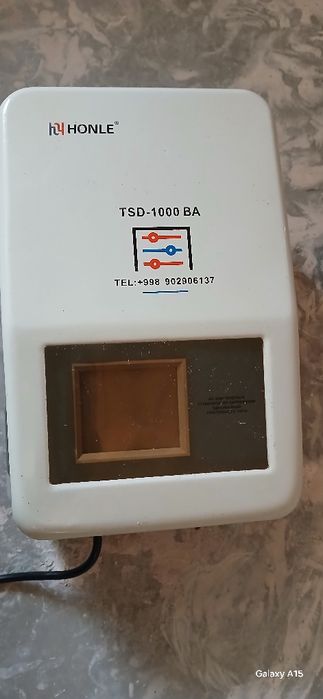 HONLE®
TSD-1000 BA
TEL:+998 902906137
Galaxy A15